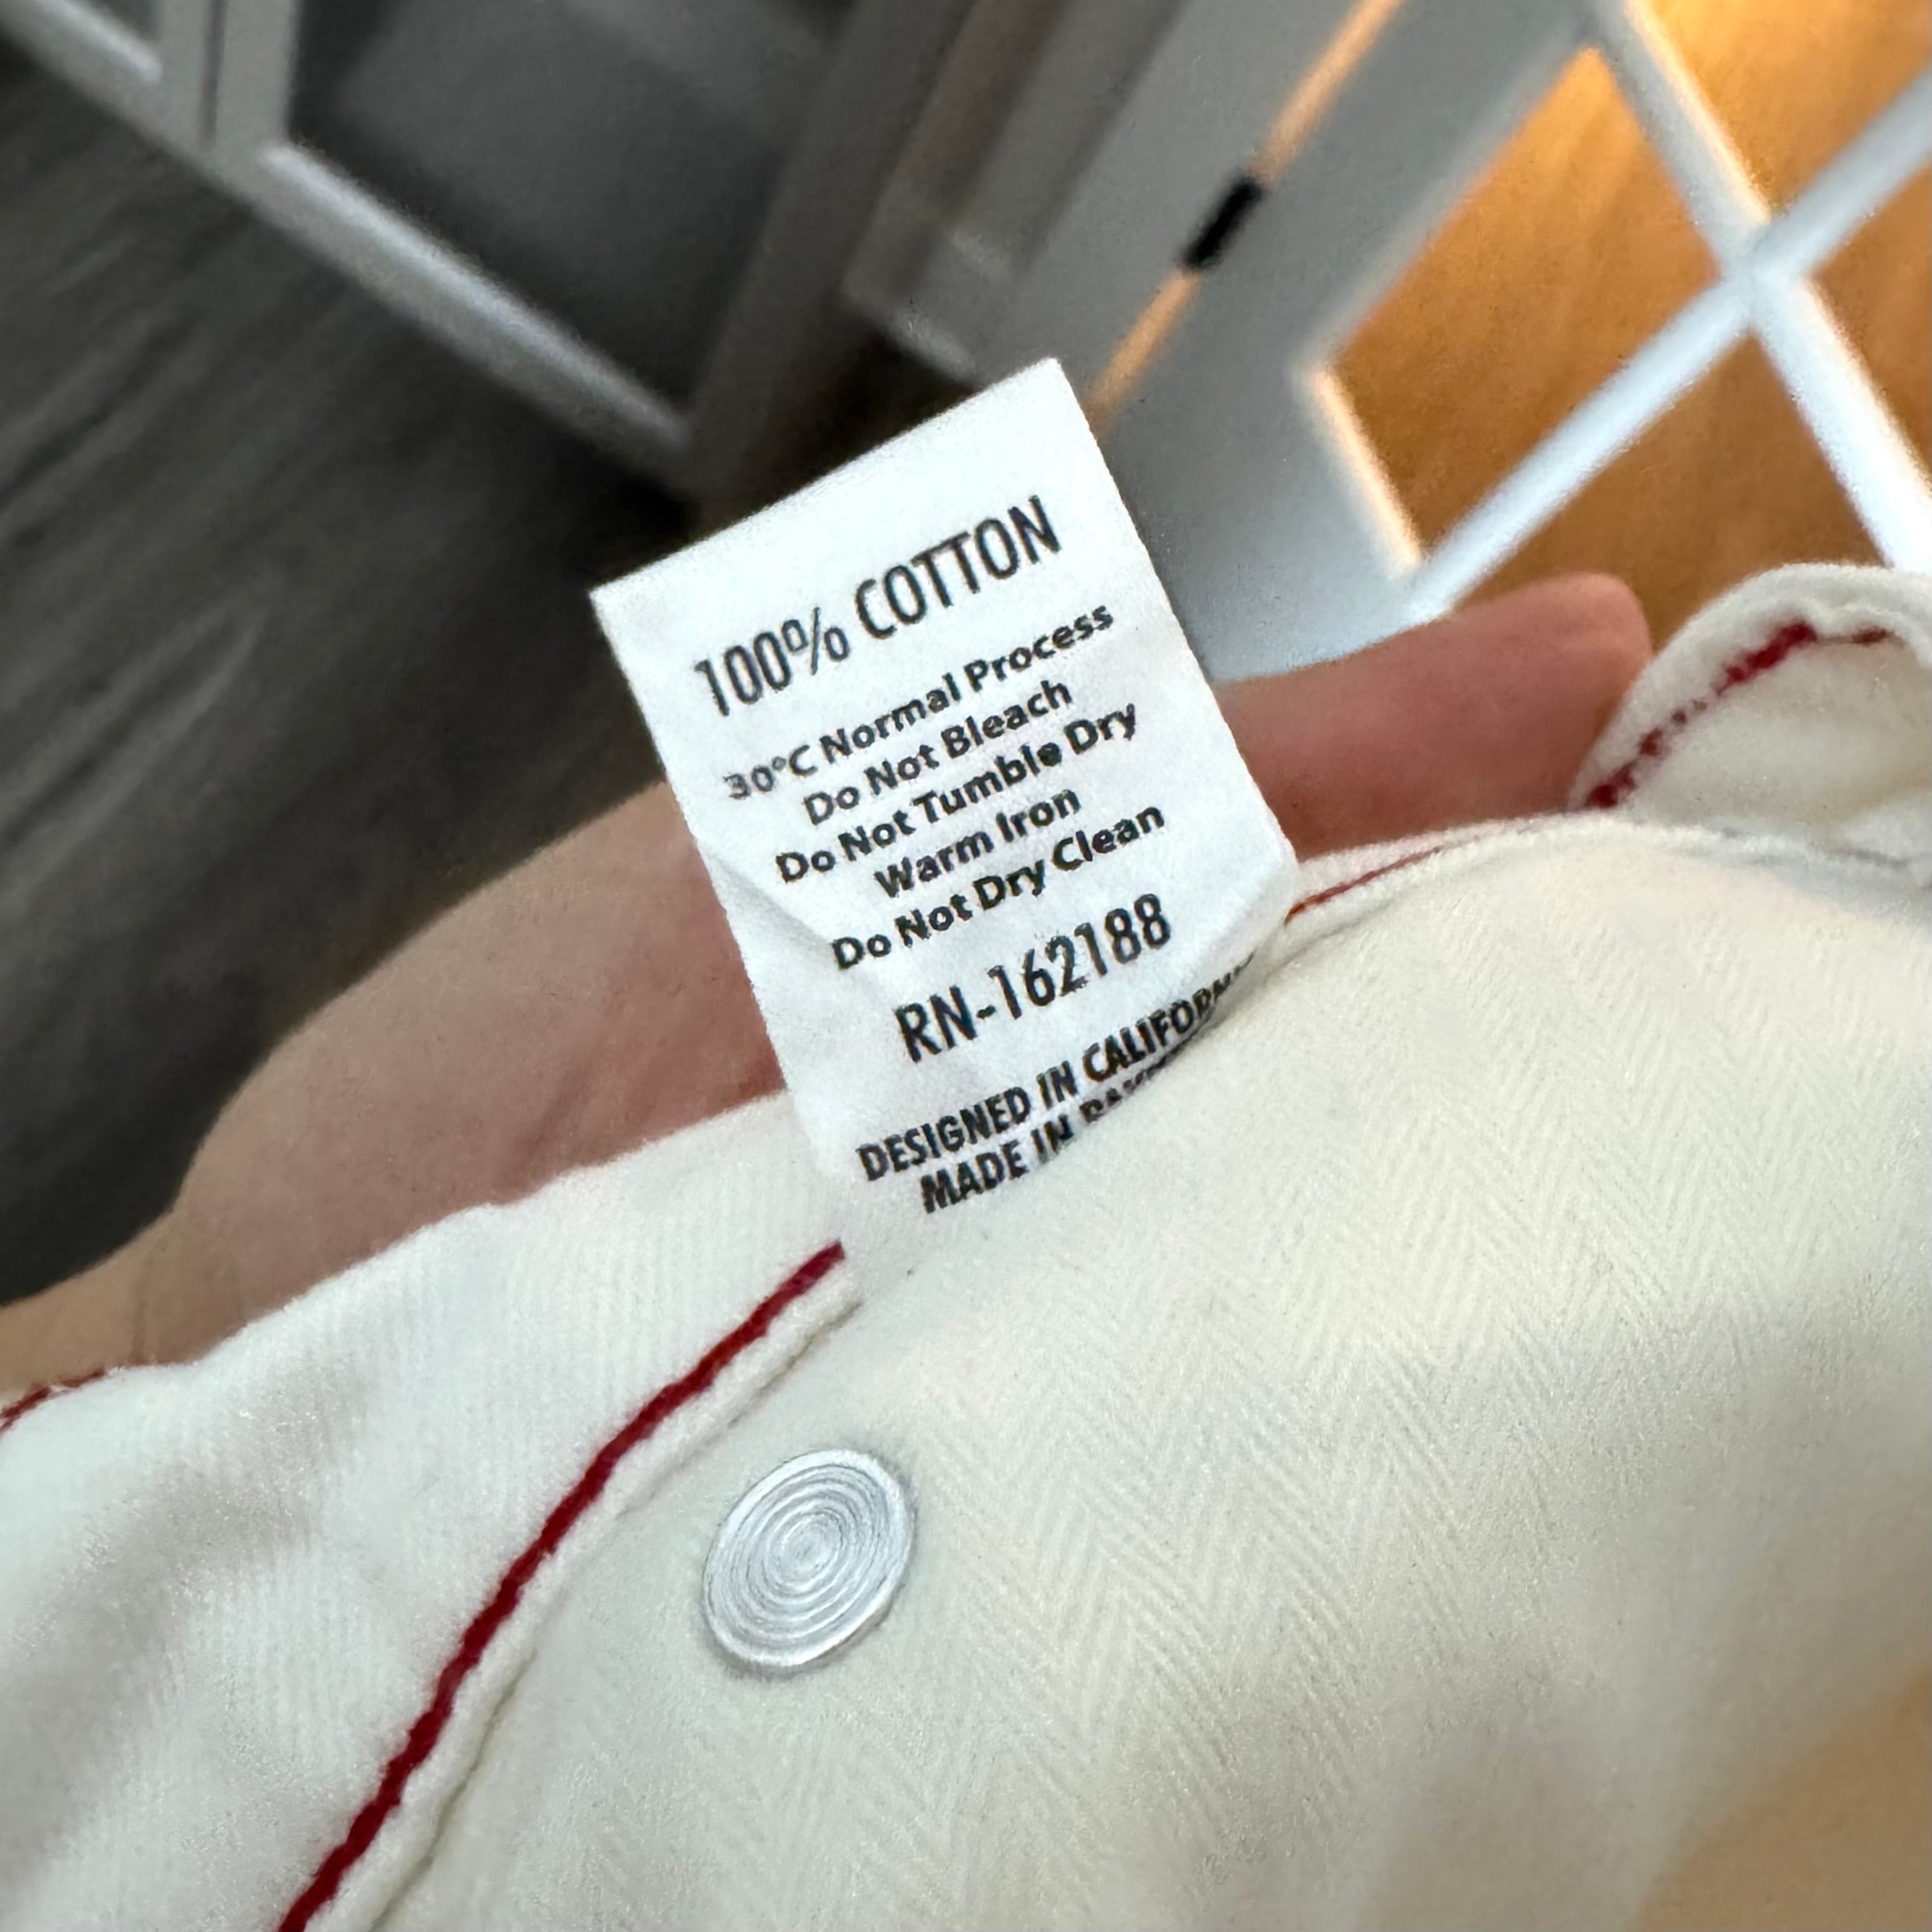 100% COTTON
30°C Normal Process
Do Not Bleach
Do Not Tumble Dry
Warm Iron
Do Not Dry Clean
RN-162188
DESIGNED IN CALIFORNIA
MADE IN